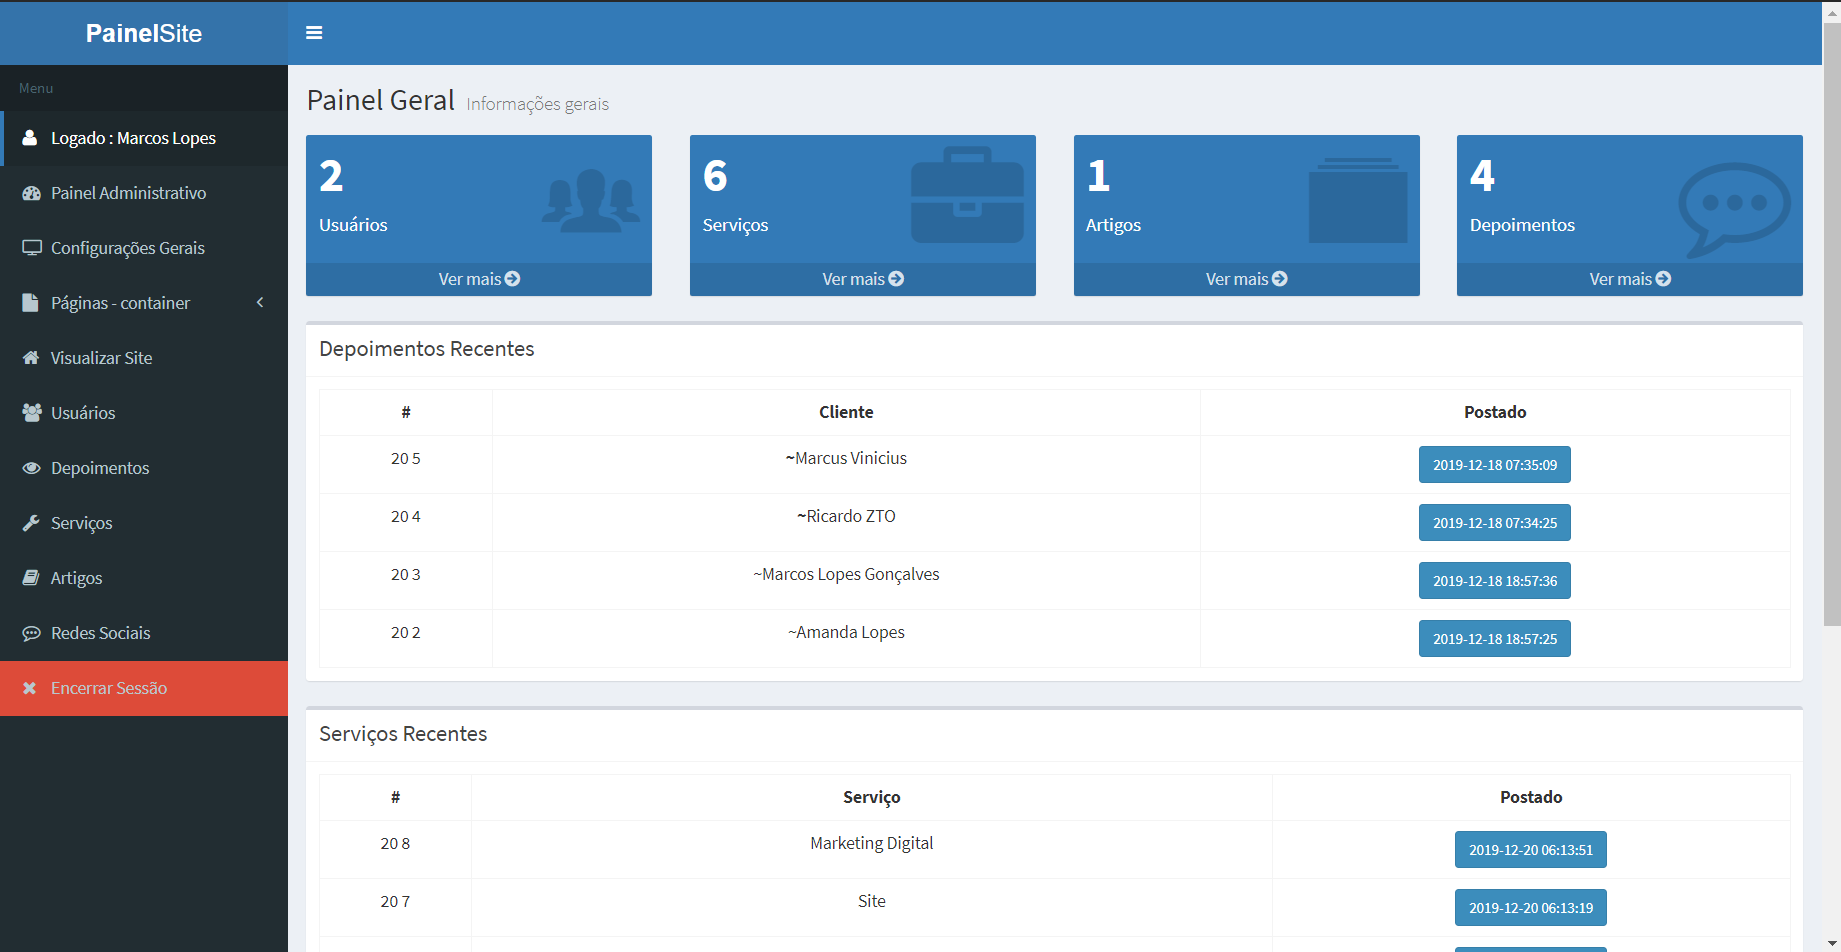 PainelSite
Menu
Logado : Marcos Lopes
Painel Administrativo
Configurações Gerais
Páginas - container
Visualizar Site
Usuários
Depoimentos
Serviços
Artigos
Redes Sociais
Encerrar Sessão
Painel Geral Informações gerais
2
Usuários
Ver mais
6
Serviços
Ver mais
1
Artigos
Ver mais
4
Depoimentos
Ver mais
Depoimentos Recentes
# Cliente Postado
20 5 ~Marcus Vinicius 2019-12-18 07:35:09
20 4 ~Ricardo ZTO 2019-12-18 07:34:25
20 3 ~Marcos Lopes Gonçalves 2019-12-18 18:57:36
20 2 ~Amanda Lopes 2019-12-18 18:57:25
Serviços Recentes
# Serviço Postado
20 8 Marketing Digital 2019-12-20 06:13:51
20 7 Site 2019-12-20 06:13:19